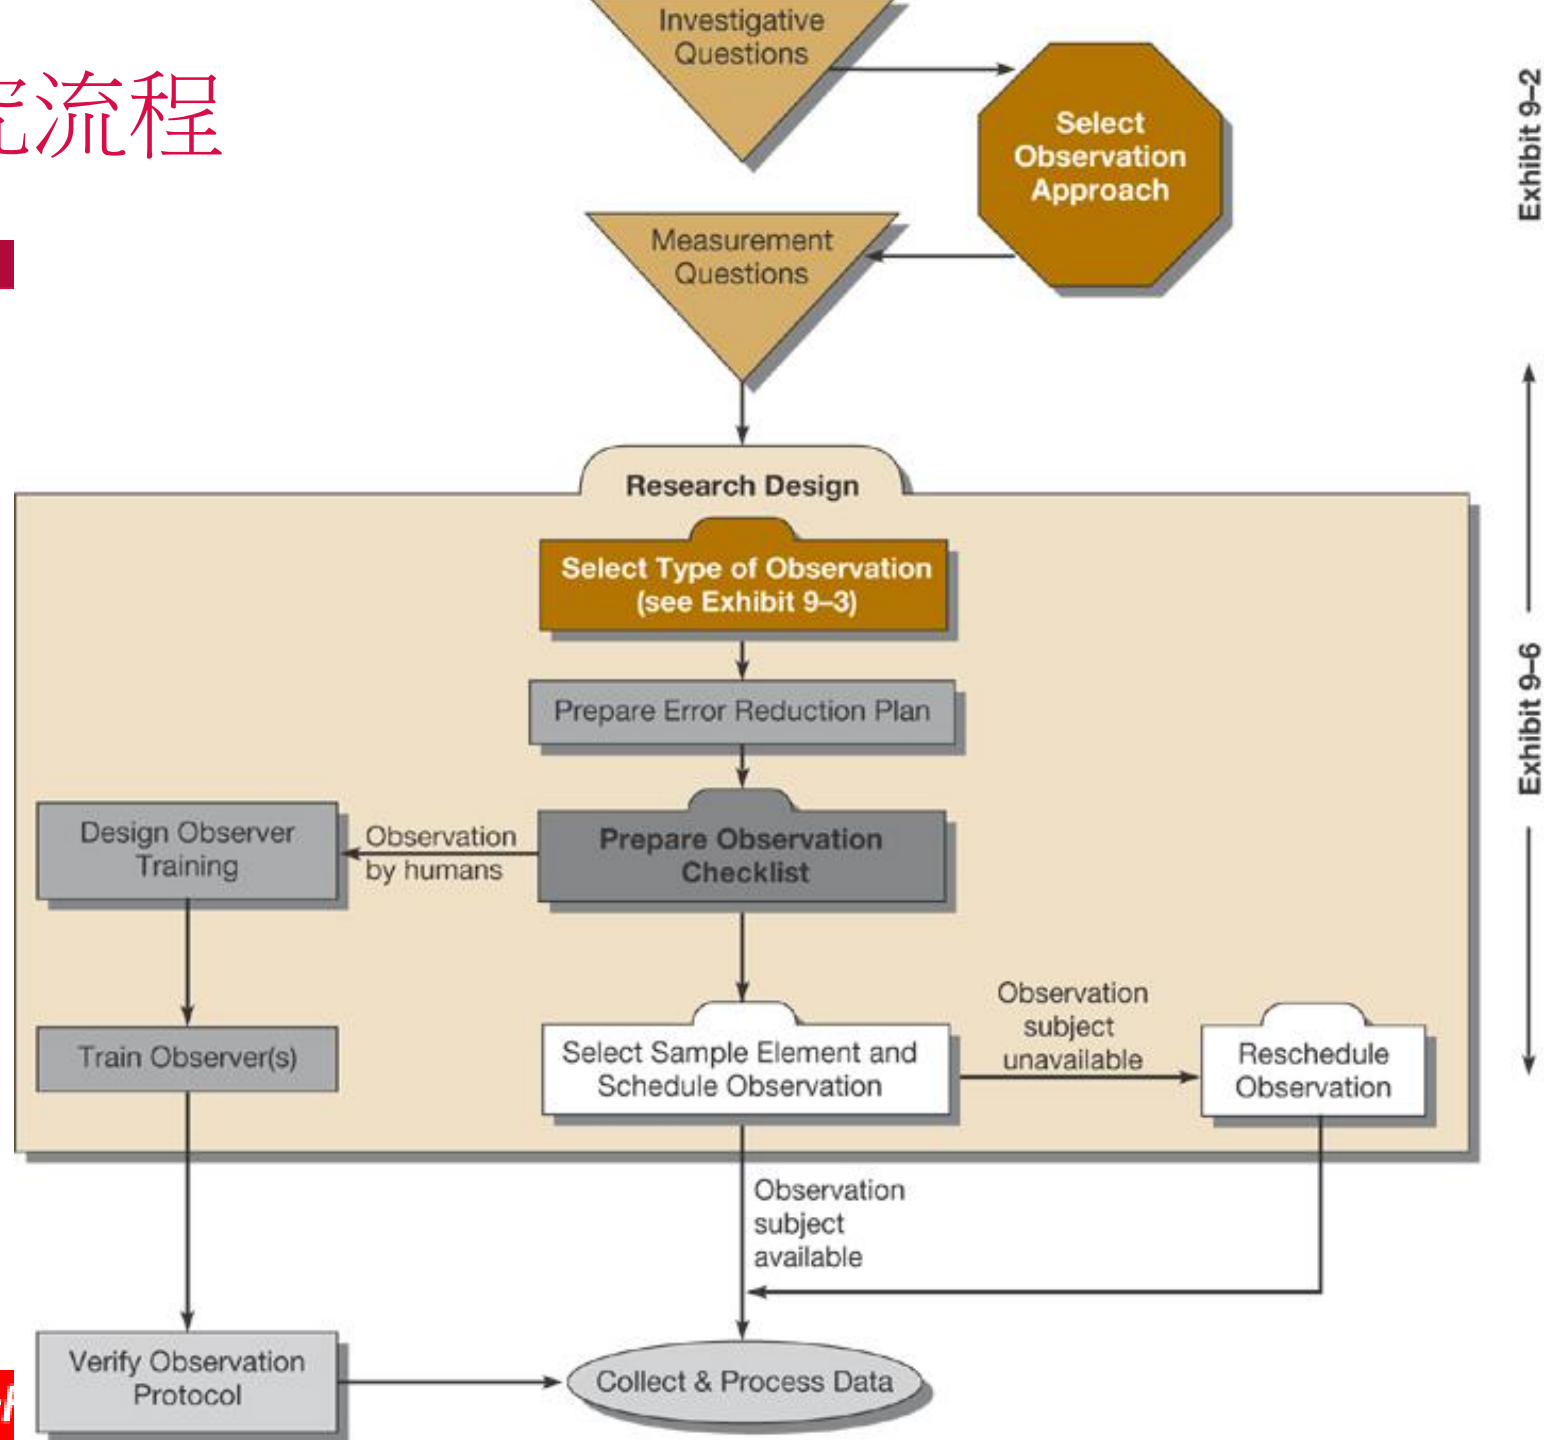 Investigative
Questions
究流程
Select
Observation
Approach
Exhibit 9–2
Measurement
Questions
Research Design
Select Type of Observation
(see Exhibit 9–3)
Prepare Error Reduction Plan
Exhibit 9–6
Design Observer
Training
Observation
by humans
Prepare Observation
Checklist
Observation
subject
unavailable
Train Observer(s)
Select Sample Element and
Schedule Observation
Reschedule
Observation
Observation
subject
available
Verify Observation
Protocol
Collect & Process Data